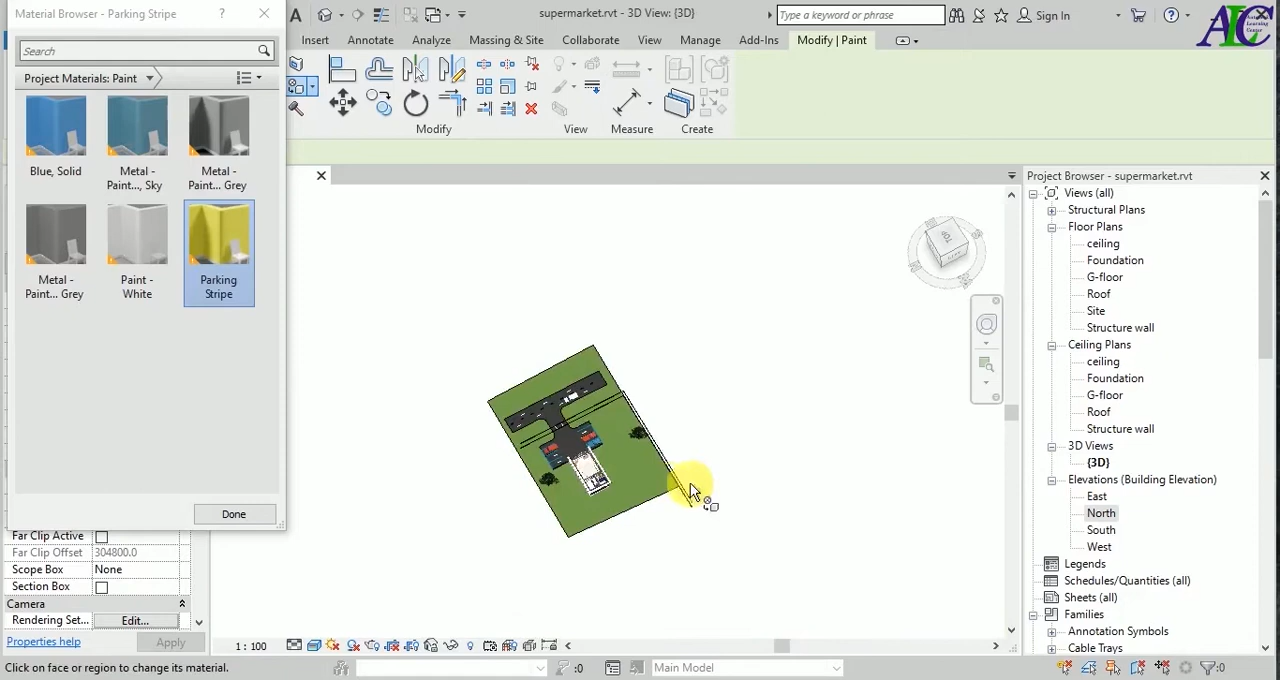 Material Browser - Parking Stripe
?
supermarket.rvt - 3D View: {3D}
Type a keyword or phrase
Sign In
ALC
Insert
Annotate
Analyze
Massing & Site
Collaborate
View
Manage
Add-Ins
Modify | Paint
Search
Project Materials: Paint
Blue, Solid
Metal - Paint..., Sky
Metal - Paint... Grey
Metal - Paint... Grey
Paint - White
Parking Stripe
Done
Modify
View
Measure
Create
TOP
Project Browser - supermarket.rvt
Views (all)
Structural Plans
Floor Plans
ceiling
Foundation
G-floor
Roof
Site
Structure wall
Ceiling Plans
ceiling
Foundation
G-floor
Roof
Structure wall
3D Views
{3D}
Elevations (Building Elevation)
East
North
South
West
Legends
Schedules/Quantities (all)
Sheets (all)
Families
Annotation Symbols
Cable Trays
Far Clip Active
Far Clip Offset 304800.0
Scope Box None
Section Box
Camera
Rendering Set... Edit...
Properties help
Apply
1 : 100
Click on face or region to change its material.
:0
Main Model
:0